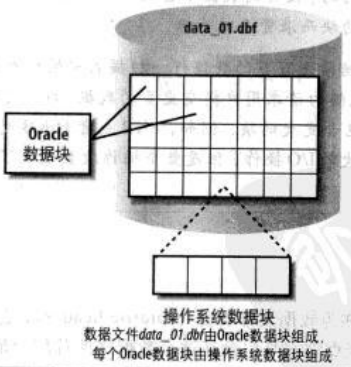 data_01.dbf
Oracle
数据块
操作系统数据块
数据文件data_01.dbf由Oracle数据块组成，
每个Oracle数据块由操作系统数据块组成